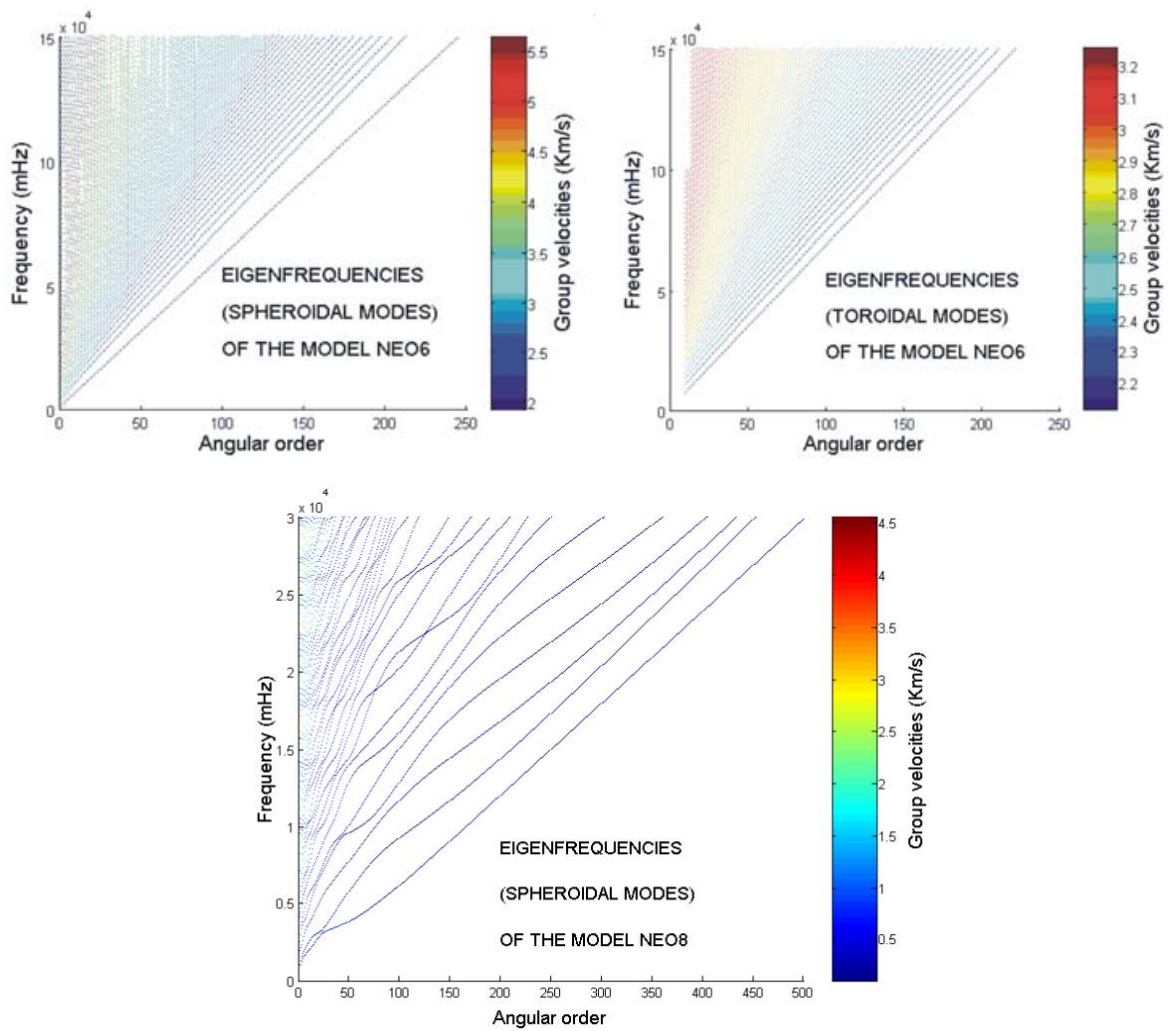 x 10 4
15
10
5
0
0 50 100 150 200 250
Frequency (mHz)
Angular order
EIGENFREQUENCIES
(SPHEROIDAL MODES)
OF THE MODEL NEO6
5.5
5
4.5
4
3.5
3
2.5
2
Group velocities (Km/s)
x 10 4
15
10
5
0
0 50 100 150 200 250
Frequency (mHz)
Angular order
EIGENFREQUENCIES
(TOROIDAL MODES)
OF THE MODEL NEO6
3.2
3.1
3
2.9
2.8
2.7
2.6
2.5
2.4
2.3
2.2
Group velocities (Km/s)
x 10 4
3
2.5
2
1.5
1
0.5
0
0 50 100 150 200 250 300 350 400 450 500
Frequency (mHz)
Angular order
EIGENFREQUENCIES
(SPHEROIDAL MODES)
OF THE MODEL NEO8
4.5
4
3.5
3
2.5
2
1.5
1
0.5
Group velocities (Km/s)